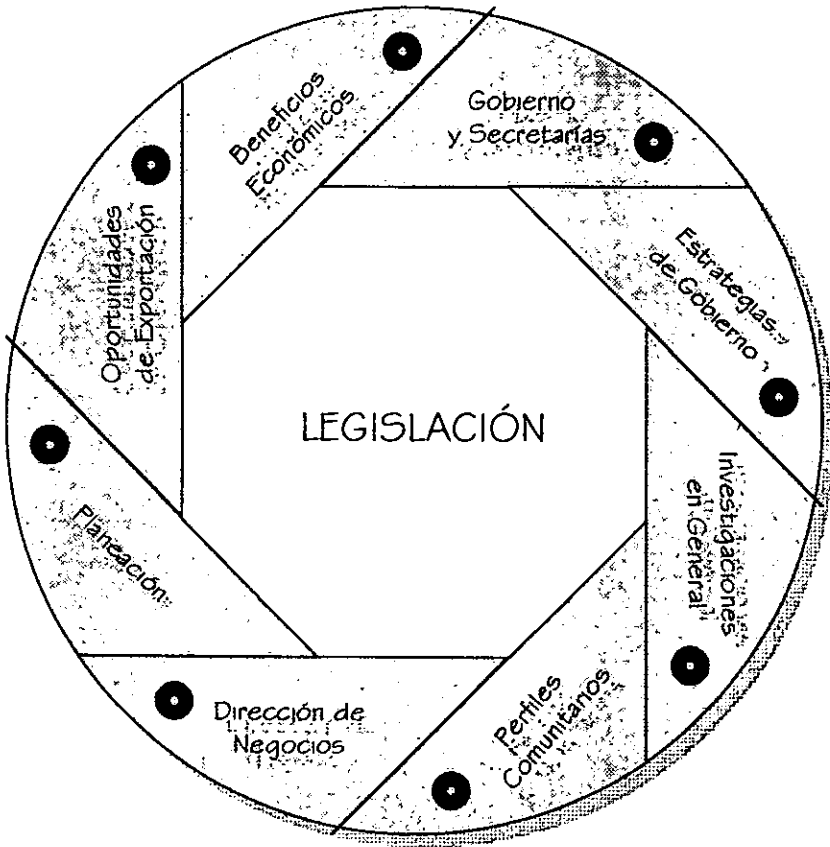 Beneficios
Económicos
Gobierno
y Secretarías
Estrategias
de Gobierno
Investigaciones
en General
Perfiles
Comunitarios
Dirección de
Negocios
Planeación
Oportunidades
de Exportación
LEGISLACIÓN